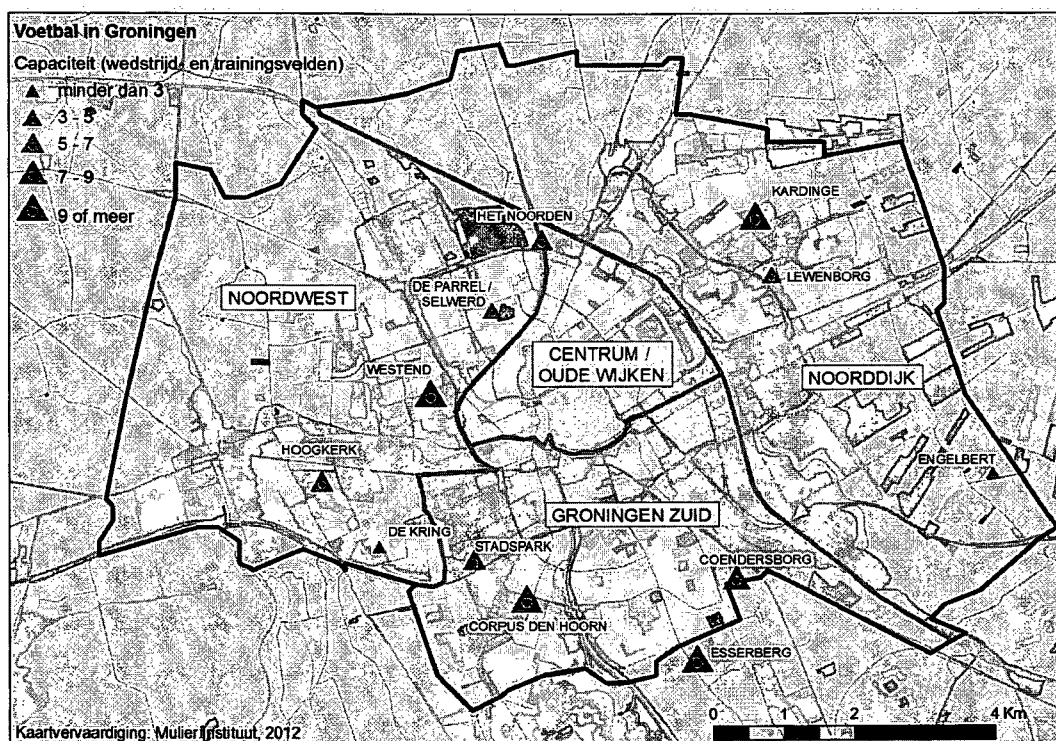 Voetbal in Groningen
Capaciteit (wedstrijd- en trainingsvelden)
minder dan 3
3 - 5
5 - 7
7 - 9
9 of meer
KARDINGE
HET NOORDEN
LEWENBORG
DE PARREL /
SELWERD
NOORDWEST
CENTRUM /
OUDE WIJKEN
WESTEND
NOORDDIJK
HOOGKERK
ENGELBERT
GRONINGEN ZUID
DE KRING
STADSPARK
COENDERSBORG
CORPUS DEN HOORN
ESSERBERG
0 1 2 4 Km
Kaartvervaardiging: Mulier Instituut, 2012